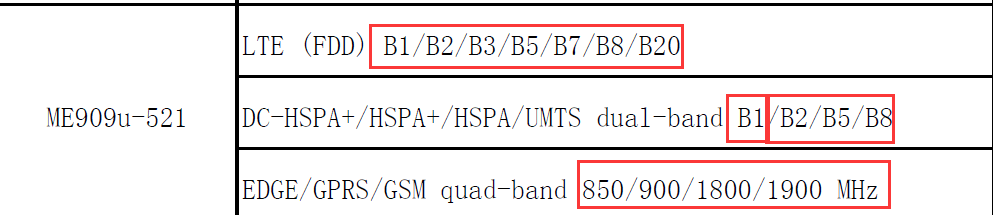 LTE (FDD) B1/B2/B3/B5/B7/B8/B20
ME909u-521
DC-HSPA+/HSPA+/HSPA/UMTS dual-band B1/B2/B5/B8
EDGE/GPRS/GSM quad-band 850/900/1800/1900 MHz